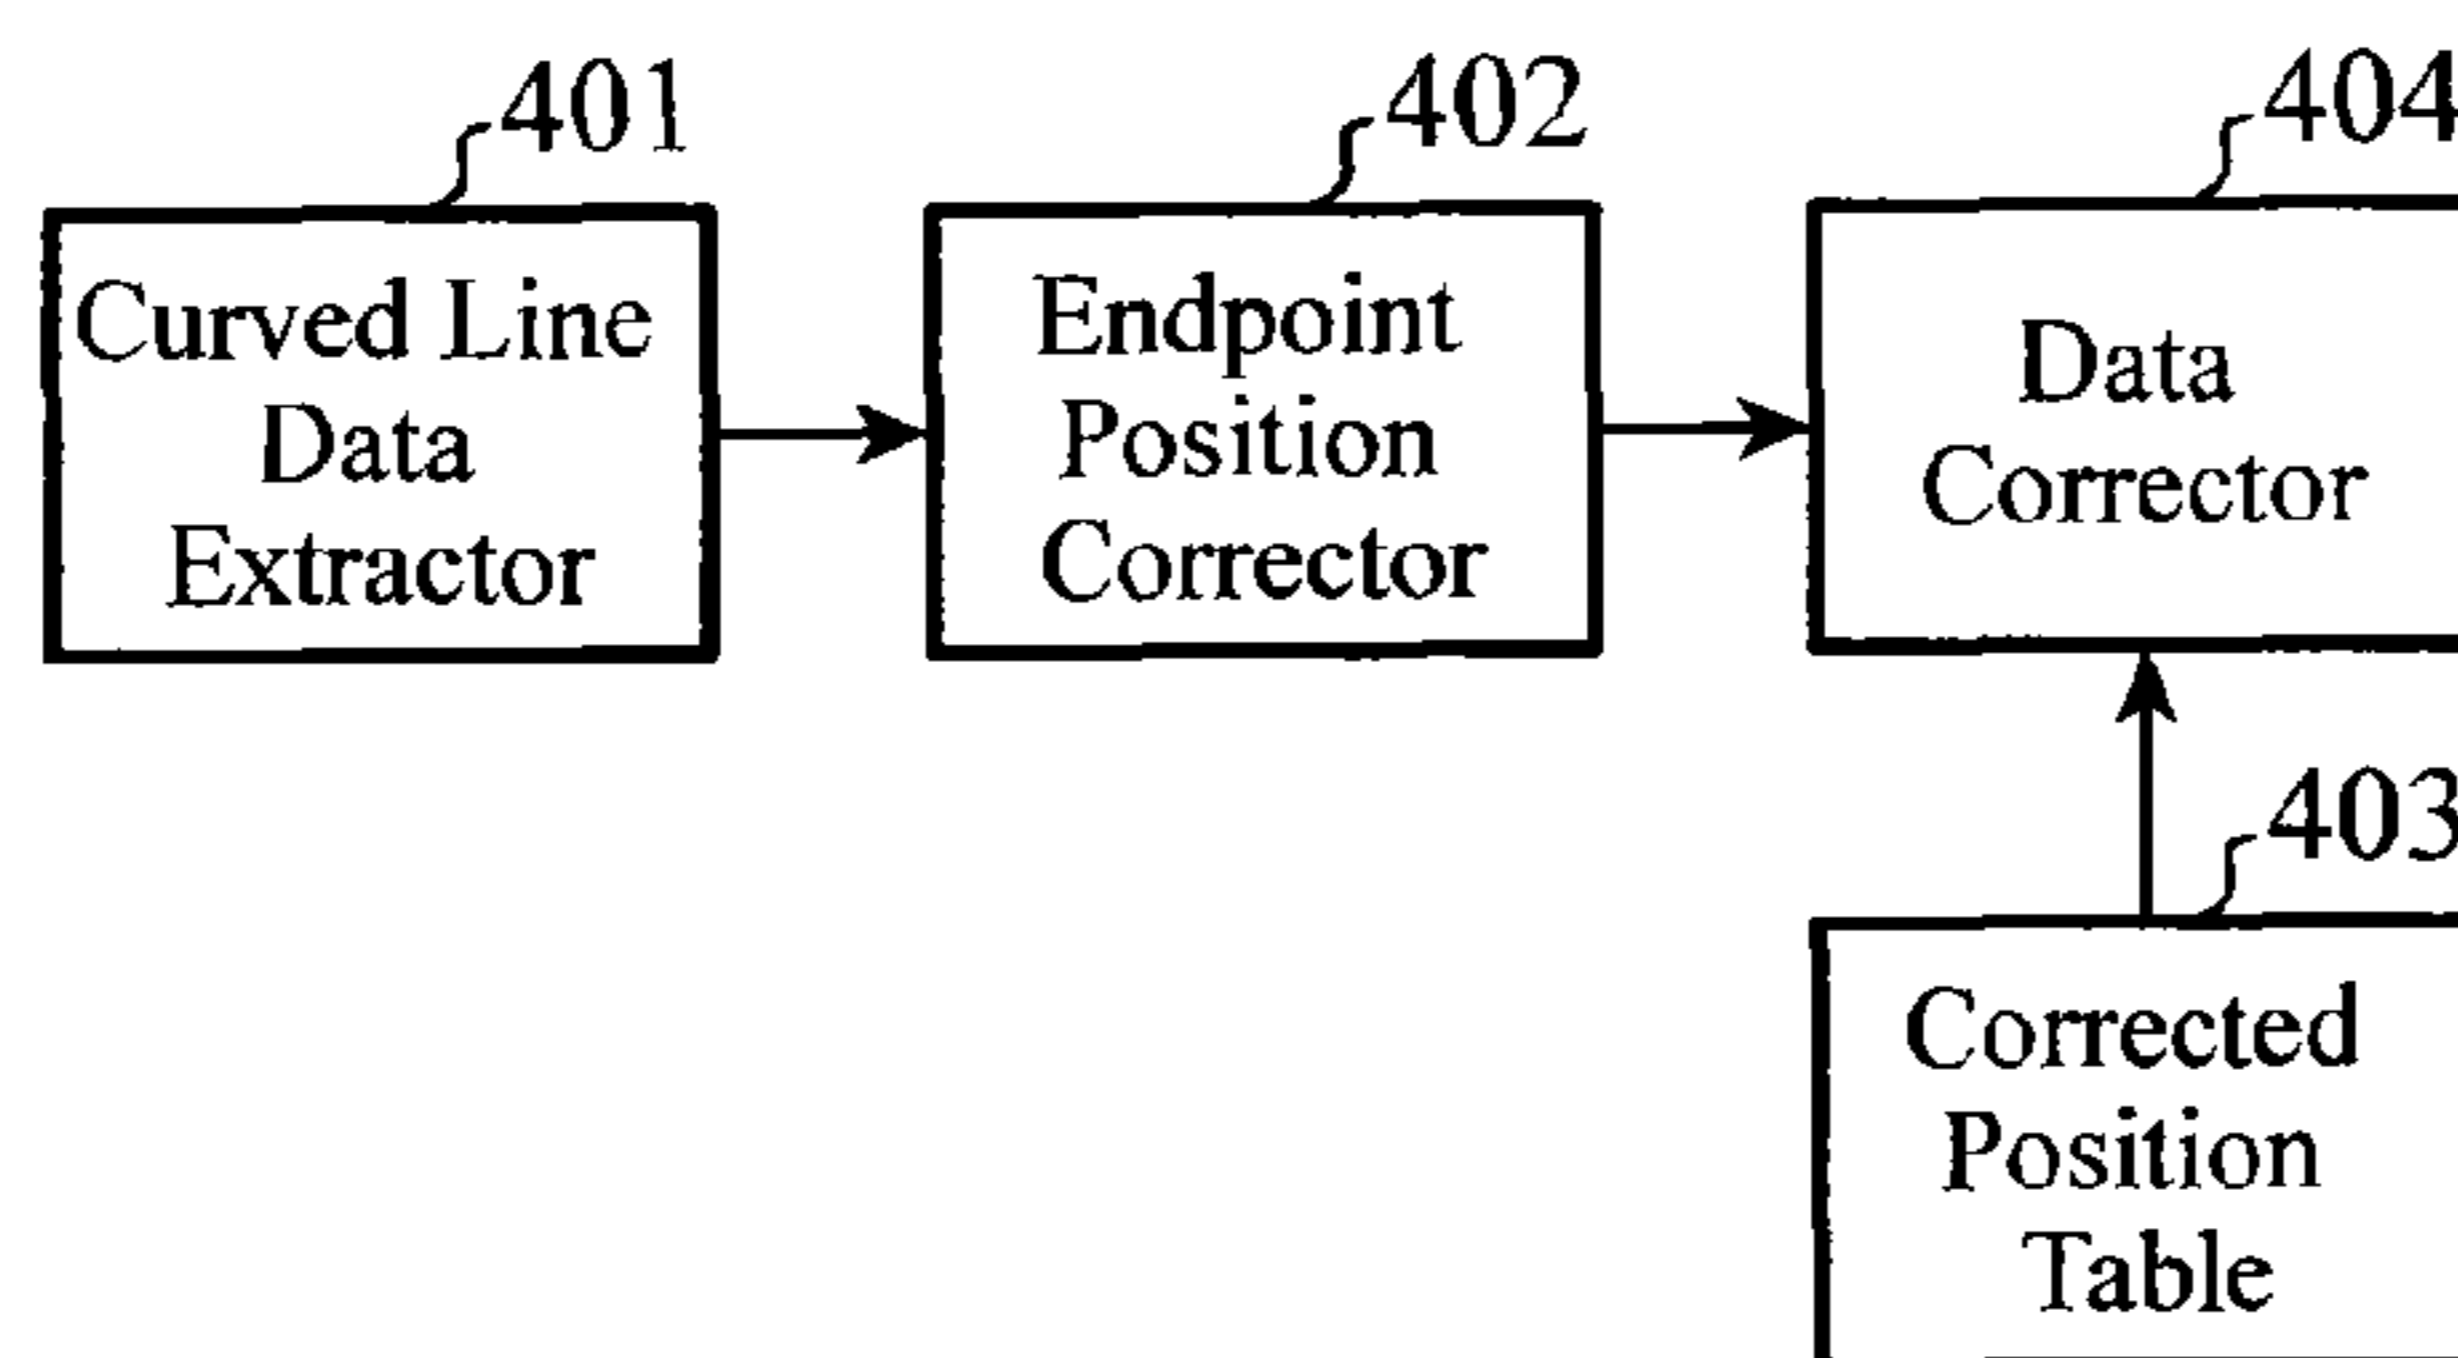 401
402
404
Curved Line
Data
Extractor
Endpoint
Position
Corrector
Data
Corrector
403
Corrected
Position
Table